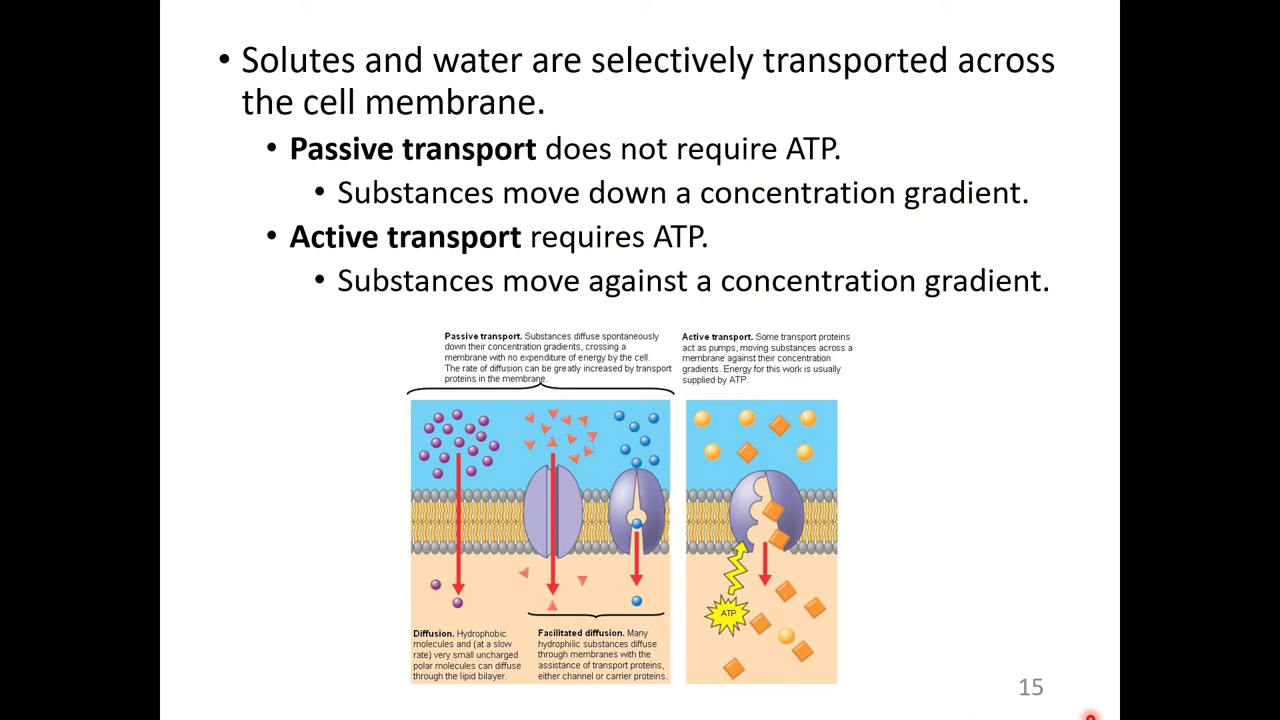 • Solutes and water are selectively transported across
the cell membrane.
• Passive transport does not require ATP.
• Substances move down a concentration gradient.
• Active transport requires ATP.
• Substances move against a concentration gradient.
Passive transport. Substances diffuse spontaneously
down their concentration gradients, crossing a
membrane with no expenditure of energy by the cell.
The rate of diffusion can be greatly increased by transport
proteins in the membrane.
Active transport. Some transport proteins
act as pumps, moving substances across a
membrane against their concentration
gradients. Energy for this work is usually
supplied by ATP.
ATP
Diffusion. Hydrophobic
molecules and (at a slow
rate) very small uncharged
polar molecules can diffuse
through the lipid bilayer.
Facilitated diffusion. Many
hydrophilic substances diffuse
through membranes with the
assistance of transport proteins,
either channel or carrier proteins.
15